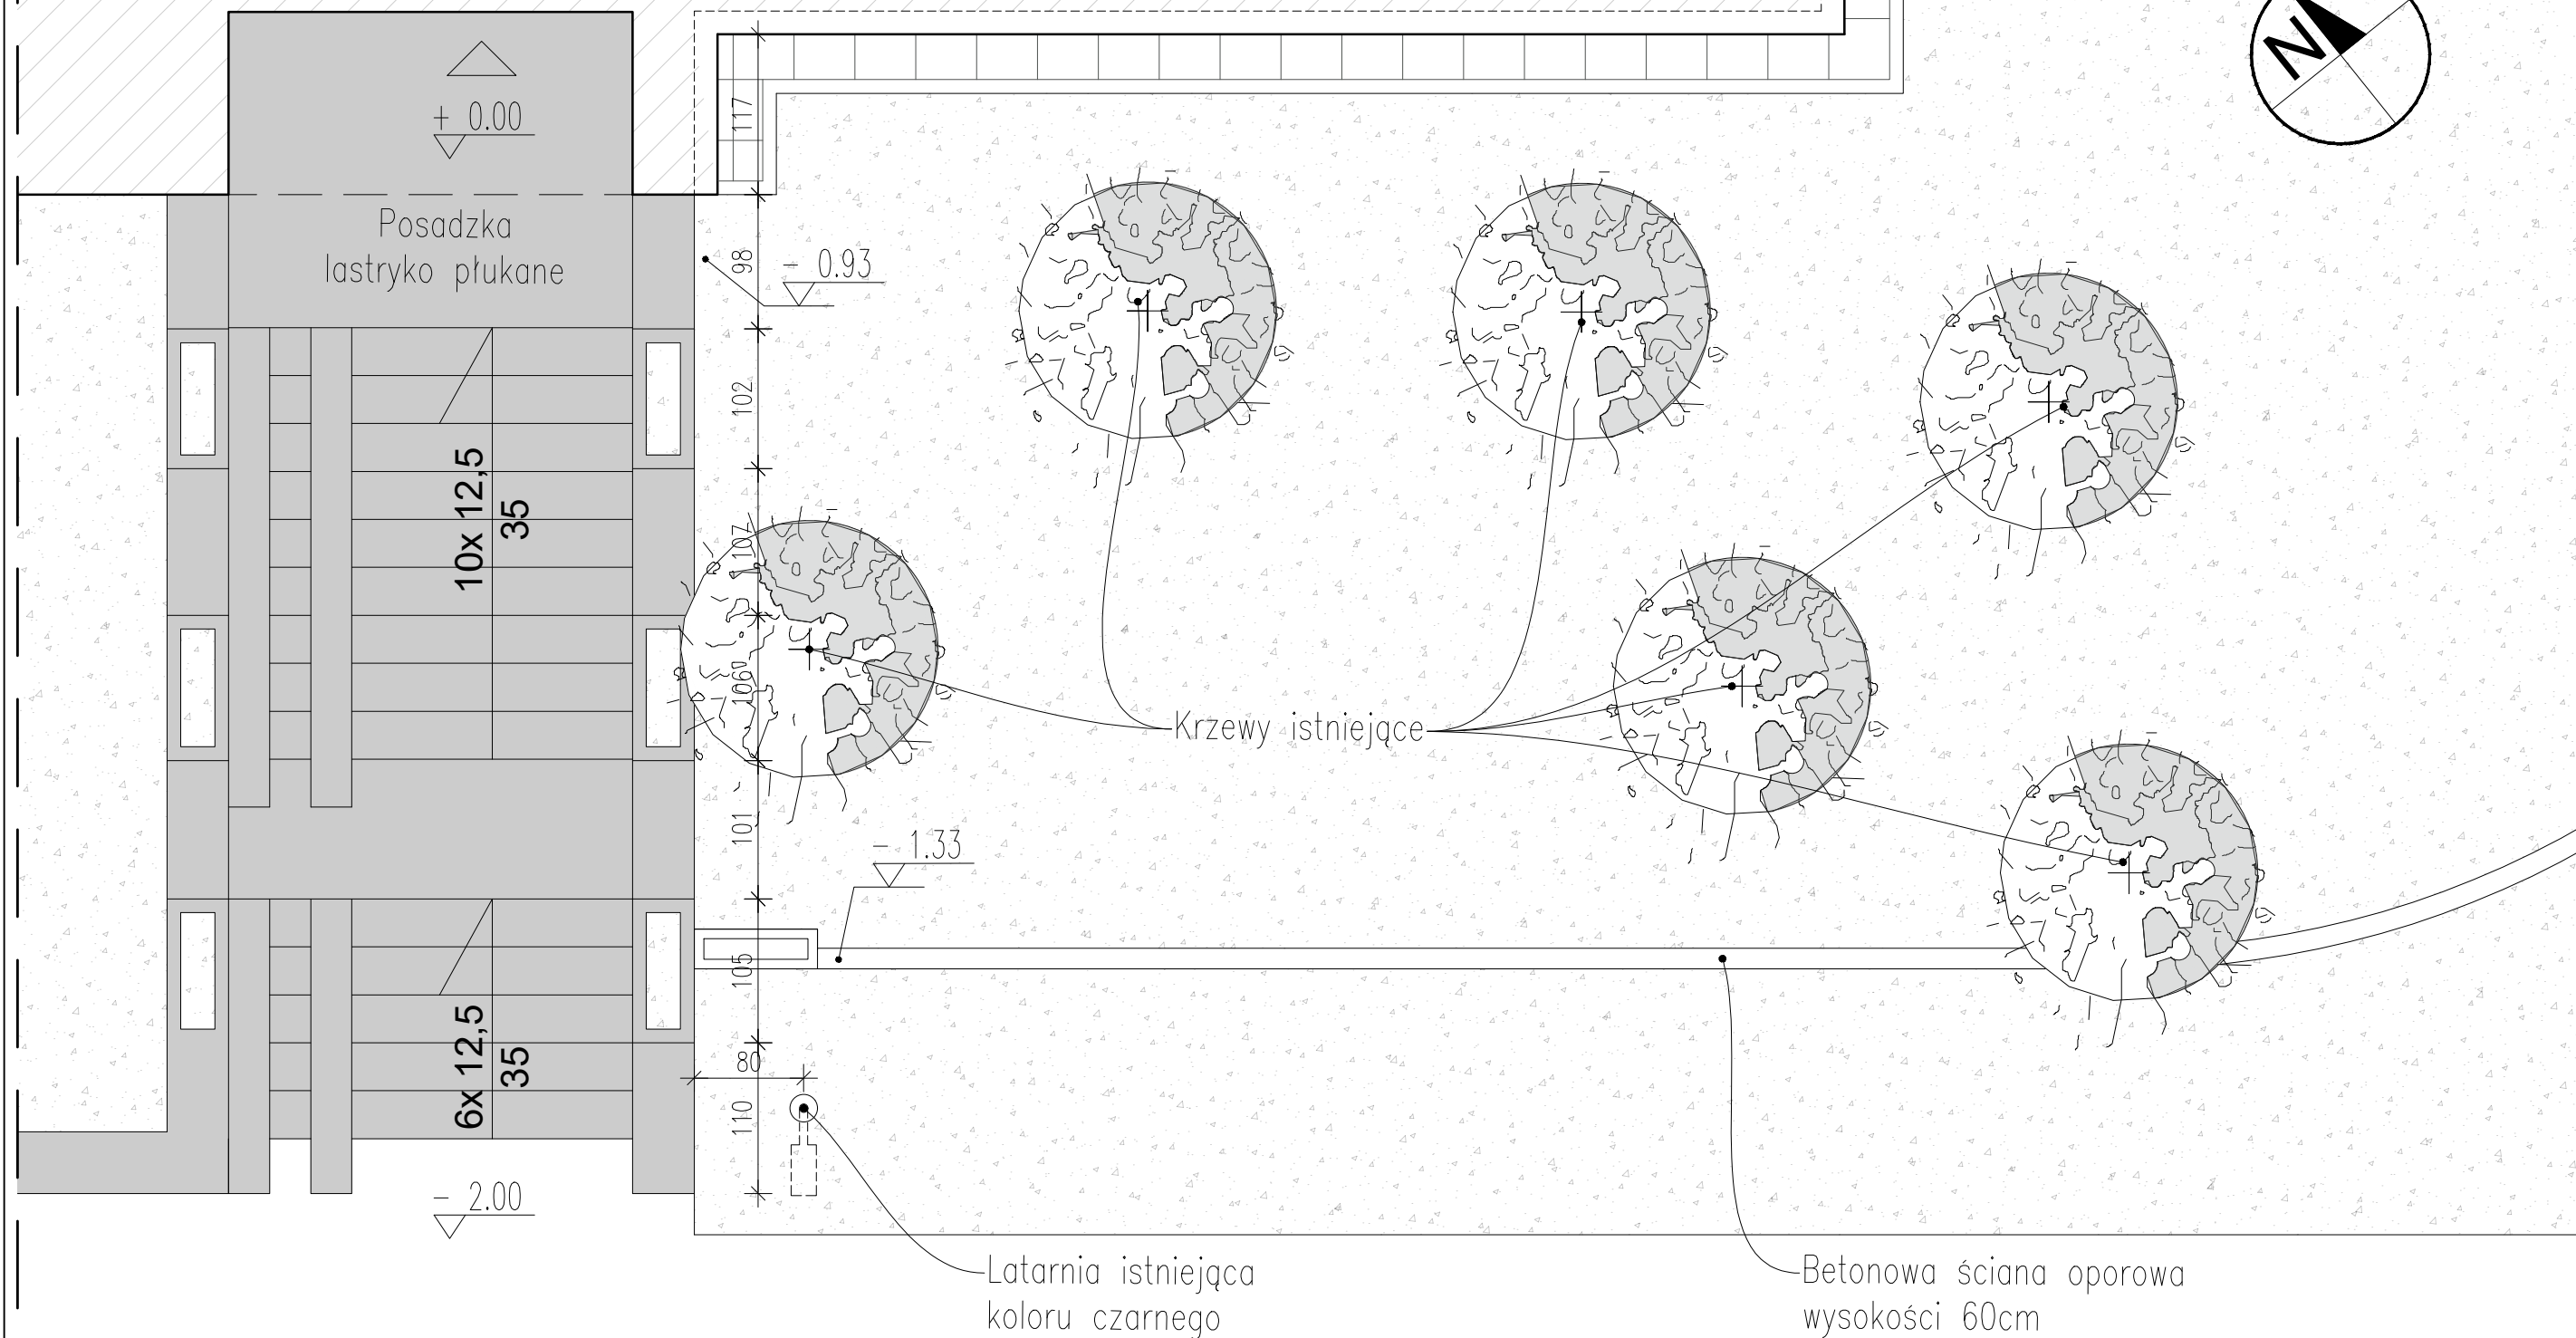 N
+ 0.00
117
Posadzka
lastryko płukane
98
- 0.93
102
10x 12,5
35
107
106
Krzewy istniejące
101
- 1.33
105
80
6x 12,5
35
110
- 2.00
Latarnia istniejąca
koloru czarnego
Betonowa ściana oporowa
wysokości 60cm